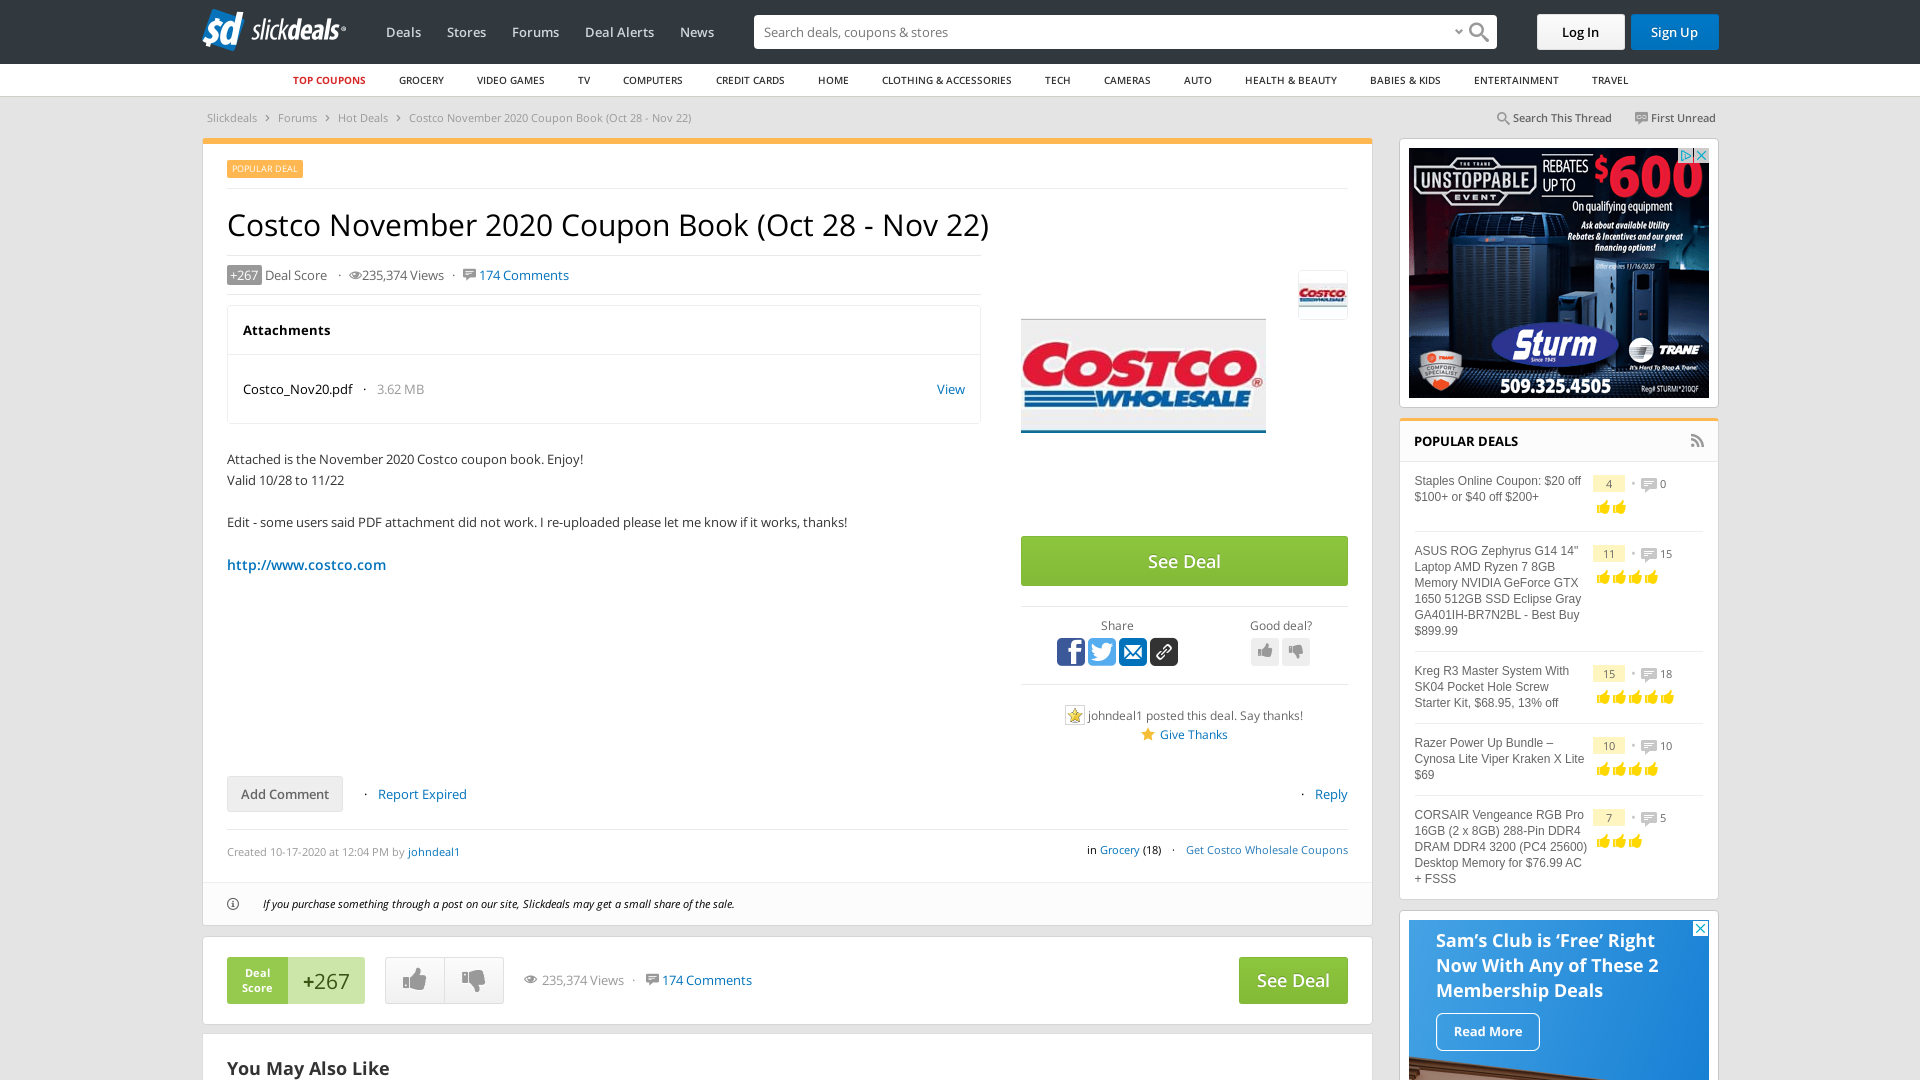 slickdeals
Deals
Stores
Forums
Deal Alerts
News
Search deals, coupons & stores
Log In
Sign Up
TOP COUPONS
GROCERY
VIDEO GAMES
TV
COMPUTERS
CREDIT CARDS
HOME
CLOTHING & ACCESSORIES
TECH
CAMERAS
AUTO
HEALTH & BEAUTY
BABIES & KIDS
ENTERTAINMENT
TRAVEL
Slickdeals > Forums > Hot Deals > Costco November 2020 Coupon Book (Oct 28 - Nov 22)
Search This Thread
First Unread
POPULAR DEAL
Costco November 2020 Coupon Book (Oct 28 - Nov 22)
+267 Deal Score · 235,374 Views · 174 Comments
Attachments
Costco_Nov20.pdf · 3.62 MB
View
Attached is the November 2020 Costco coupon book. Enjoy!
Valid 10/28 to 11/22
Edit - some users said PDF attachment did not work. I re-uploaded please let me know if it works, thanks!
http://www.costco.com
COSTCO
WHOLESALE
COSTCO
WHOLESALE
See Deal
Share
Good deal?
johndeal1 posted this deal. Say thanks!
Give Thanks
Add Comment
· Report Expired
· Reply
Created 10-17-2020 at 12:04 PM by johndeal1
in Grocery (18) · Get Costco Wholesale Coupons
If you purchase something through a post on our site, Slickdeals may get a small share of the sale.
Deal
Score
+267
235,374 Views · 174 Comments
See Deal
You May Also Like
THE TRANE
UNSTOPPABLE
EVENT
REBATES
UP TO
$600
On qualifying equipment
Ask about available Utility
Rebates & Incentives and our great
financing options!
Offer expires 11/16/2020
Sturm
Since 1945
TRANE
COMFORT
SPECIALIST
TRANE
It's Hard To Stop A Trane.
509.325.4505
Reg# STURMI*210QF
POPULAR DEALS
Staples Online Coupon: $20 off
$100+ or $40 off $200+
4 • 0
ASUS ROG Zephyrus G14 14"
Laptop AMD Ryzen 7 8GB
Memory NVIDIA GeForce GTX
1650 512GB SSD Eclipse Gray
GA401IH-BR7N2BL - Best Buy
$899.99
11 • 15
Kreg R3 Master System With
SK04 Pocket Hole Screw
Starter Kit, $68.95, 13% off
15 • 18
Razer Power Up Bundle –
Cynosa Lite Viper Kraken X Lite
$69
10 • 10
CORSAIR Vengeance RGB Pro
16GB (2 x 8GB) 288-Pin DDR4
DRAM DDR4 3200 (PC4 25600)
Desktop Memory for $76.99 AC
+ FSSS
7 • 5
Sam's Club is 'Free' Right
Now With Any of These 2
Membership Deals
Read More